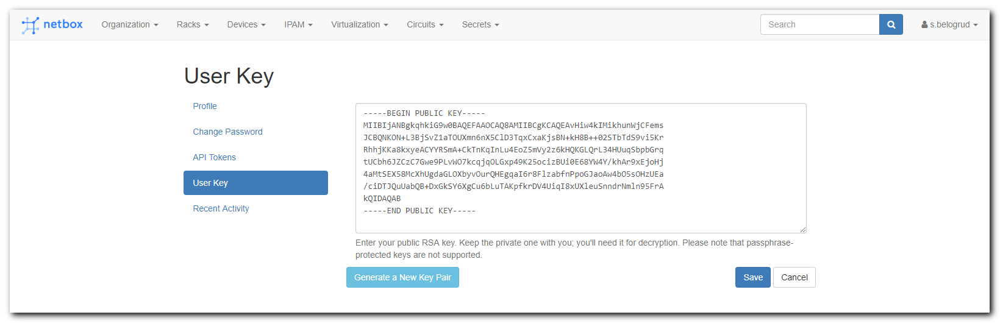 netbox Organization Racks Devices IPAM Virtualization Circuits Secrets Search s.belogrud
User Key
Profile
Change Password
API Tokens
User Key
Recent Activity
-----BEGIN PUBLIC KEY-----
MIIBIjANBgkqhkiG9w0BAQEFAAOCAQ8AMIIBCgKCAQEAvHiw4kIMikhunWjCFems
JCBQNKON+L3BjSvZ1aTOUXmn6nX5ClD3TqxCxaKjsBN+kH8B++02STbTdS9vi5Kr
RhhjKKa8kxyeACYYRSmA+CkTnKqInLu4EoZ5mVy2z6kHQKGLQrL34HUuqSbpbGrq
tUCbh6JZCzC7Gwe9PLvWO7kcqjqOLGxp49K25ocizBUi0E68YW4Y/khAr9xEjoHj
4aMtSEX58McXhUgdaGLOXbyvOurQHEgqaI6r8FlzabfnPpoGJaoAw4bO5sOHzUEa
/ciDTJQuUabQB+DxGkSY6XgCu6bLuTAKpfkrDV4UiqI8xUXleuSnndrNmln95FrA
kQIDAQAB
-----END PUBLIC KEY-----
Enter your public RSA key. Keep the private one with you; you'll need it for decryption. Please note that passphrase-
protected keys are not supported.
Generate a New Key Pair Save Cancel